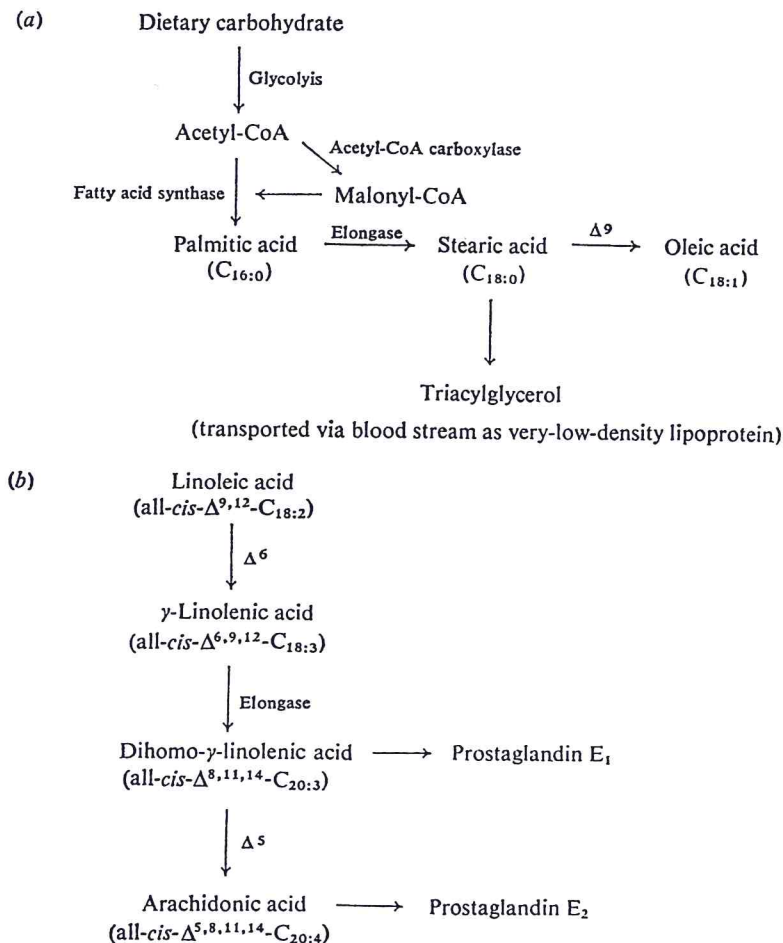 (a) Dietary carbohydrate
Glycolyis
Acetyl-CoA
Acetyl-CoA carboxylase
Fatty acid synthase Malonyl-CoA
Elongase Δ⁹
Palmitic acid Stearic acid Oleic acid
(C₁₆:₀) (C₁₈:₀) (C₁₈:₁)
Triacylglycerol
(transported via blood stream as very-low-density lipoprotein)
(b) Linoleic acid
(all-cis-Δ⁹,¹²-C₁₈:₂)
Δ⁶
γ-Linolenic acid
(all-cis-Δ⁶,⁹,¹²-C₁₈:₃)
Elongase
Dihomo-γ-linolenic acid Prostaglandin E₁
(all-cis-Δ⁸,¹¹,¹⁴-C₂₀:₃)
Δ⁵
Arachidonic acid Prostaglandin E₂
(all-cis-Δ⁵,⁸,¹¹,¹⁴-C₂₀:₄)